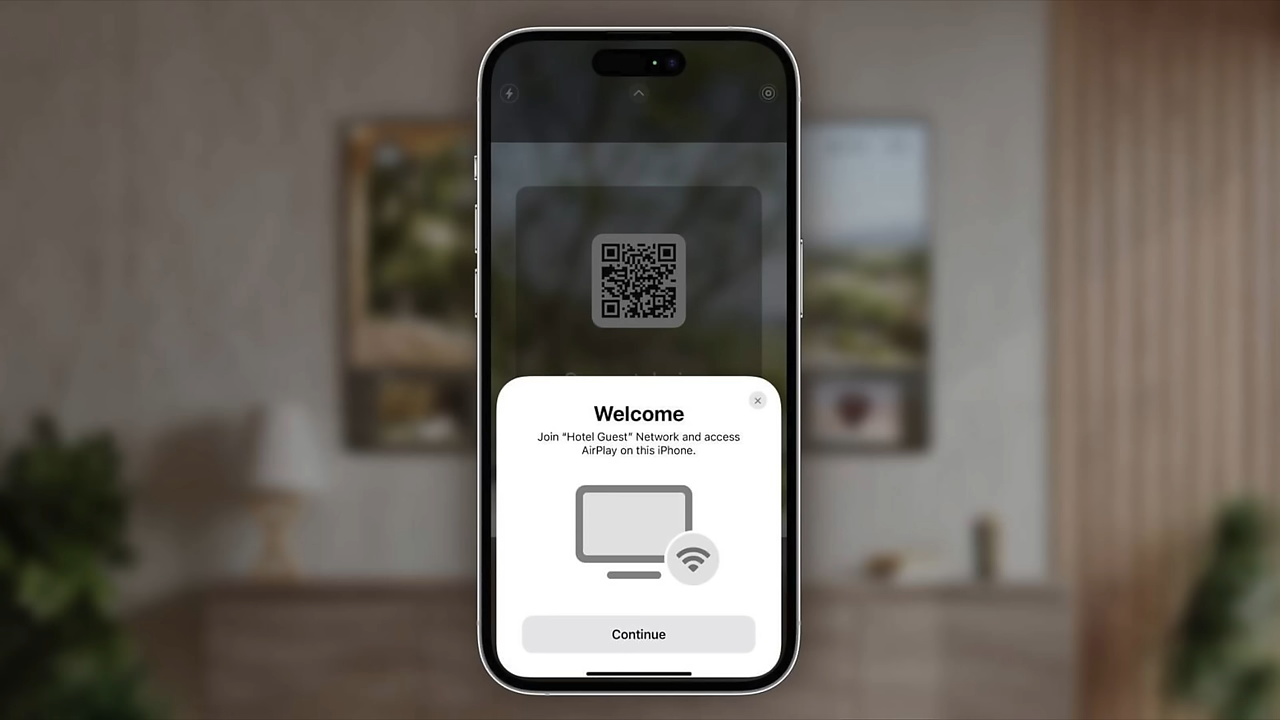 Welcome
Join “Hotel Guest” Network and access
AirPlay on this iPhone.
Continue